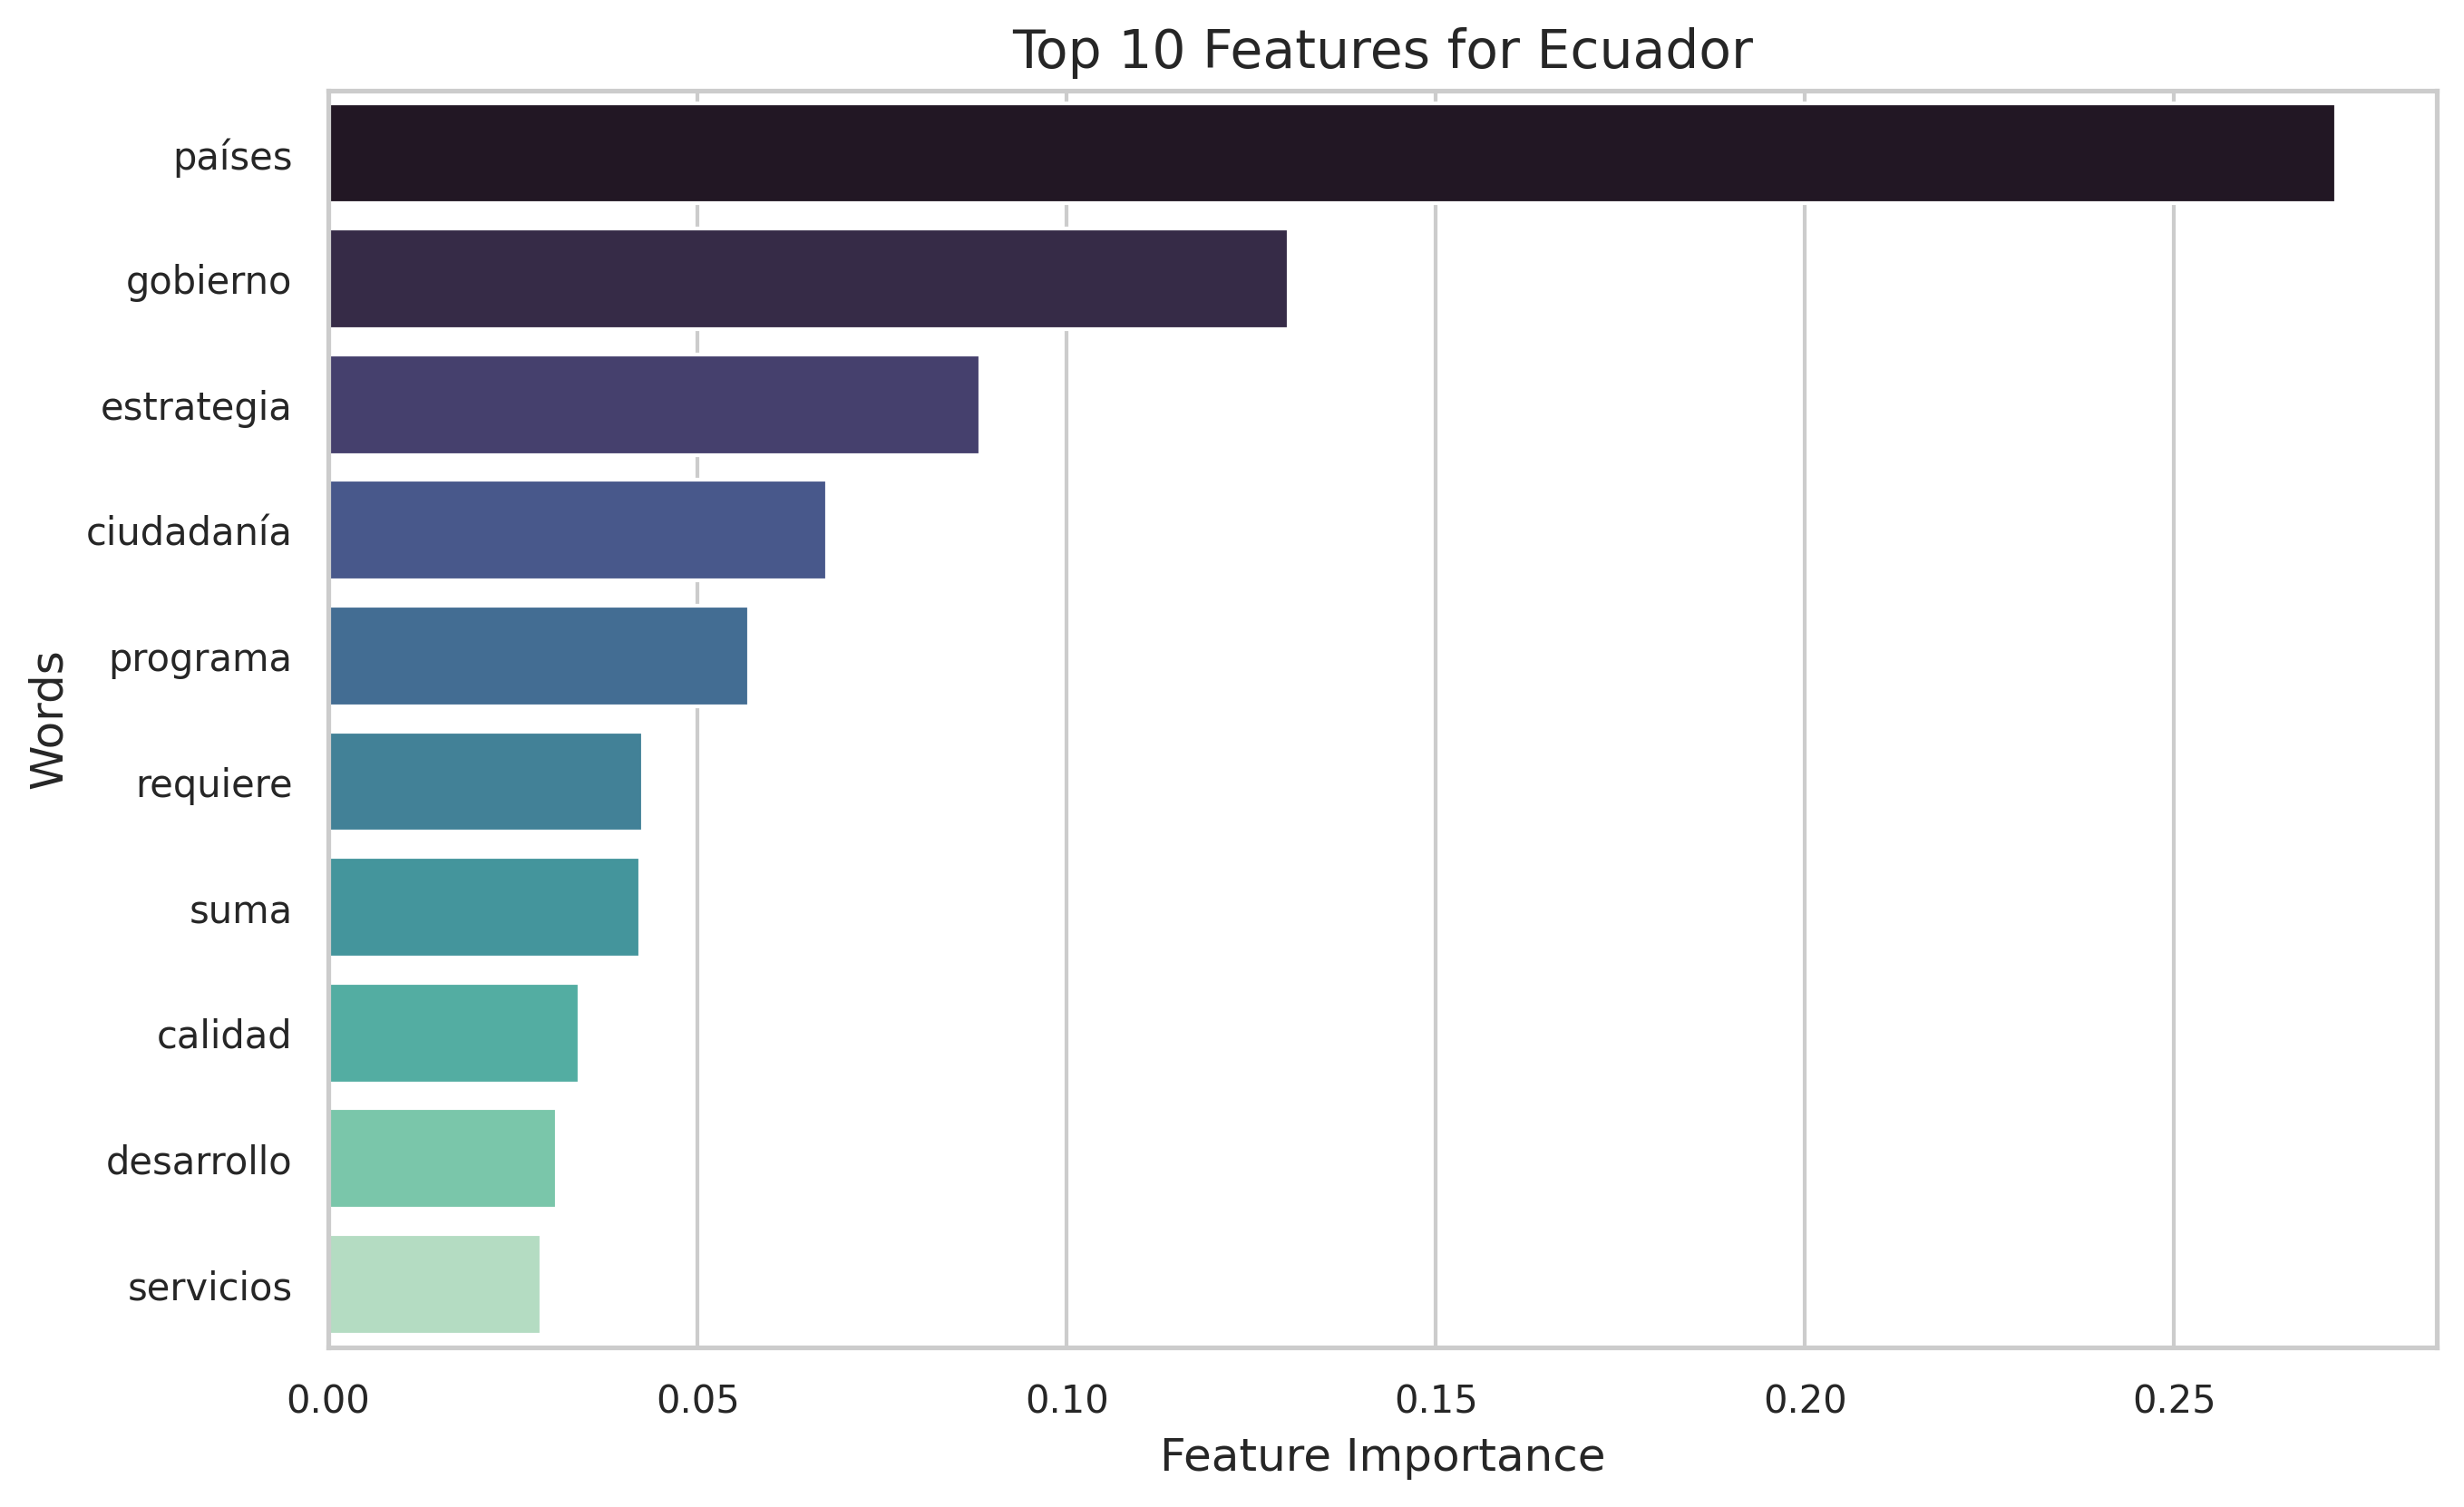 Top 10 Features for Ecuador
países
gobierno
estrategia
ciudadanía
programa
requiere
suma
calidad
desarrollo
servicios
Words
0.00 0.05 0.10 0.15 0.20 0.25
Feature Importance